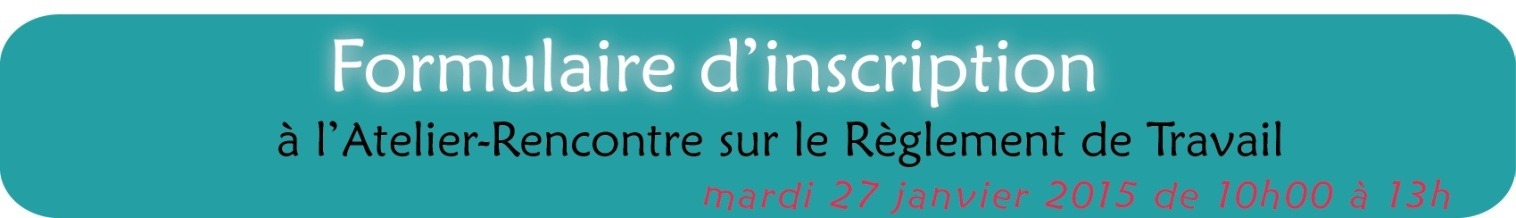 Formulaire d’inscription
à l’Atelier-Rencontre sur le Règlement de Travail
mardi 27 janvier 2015 de 10h00 à 13h